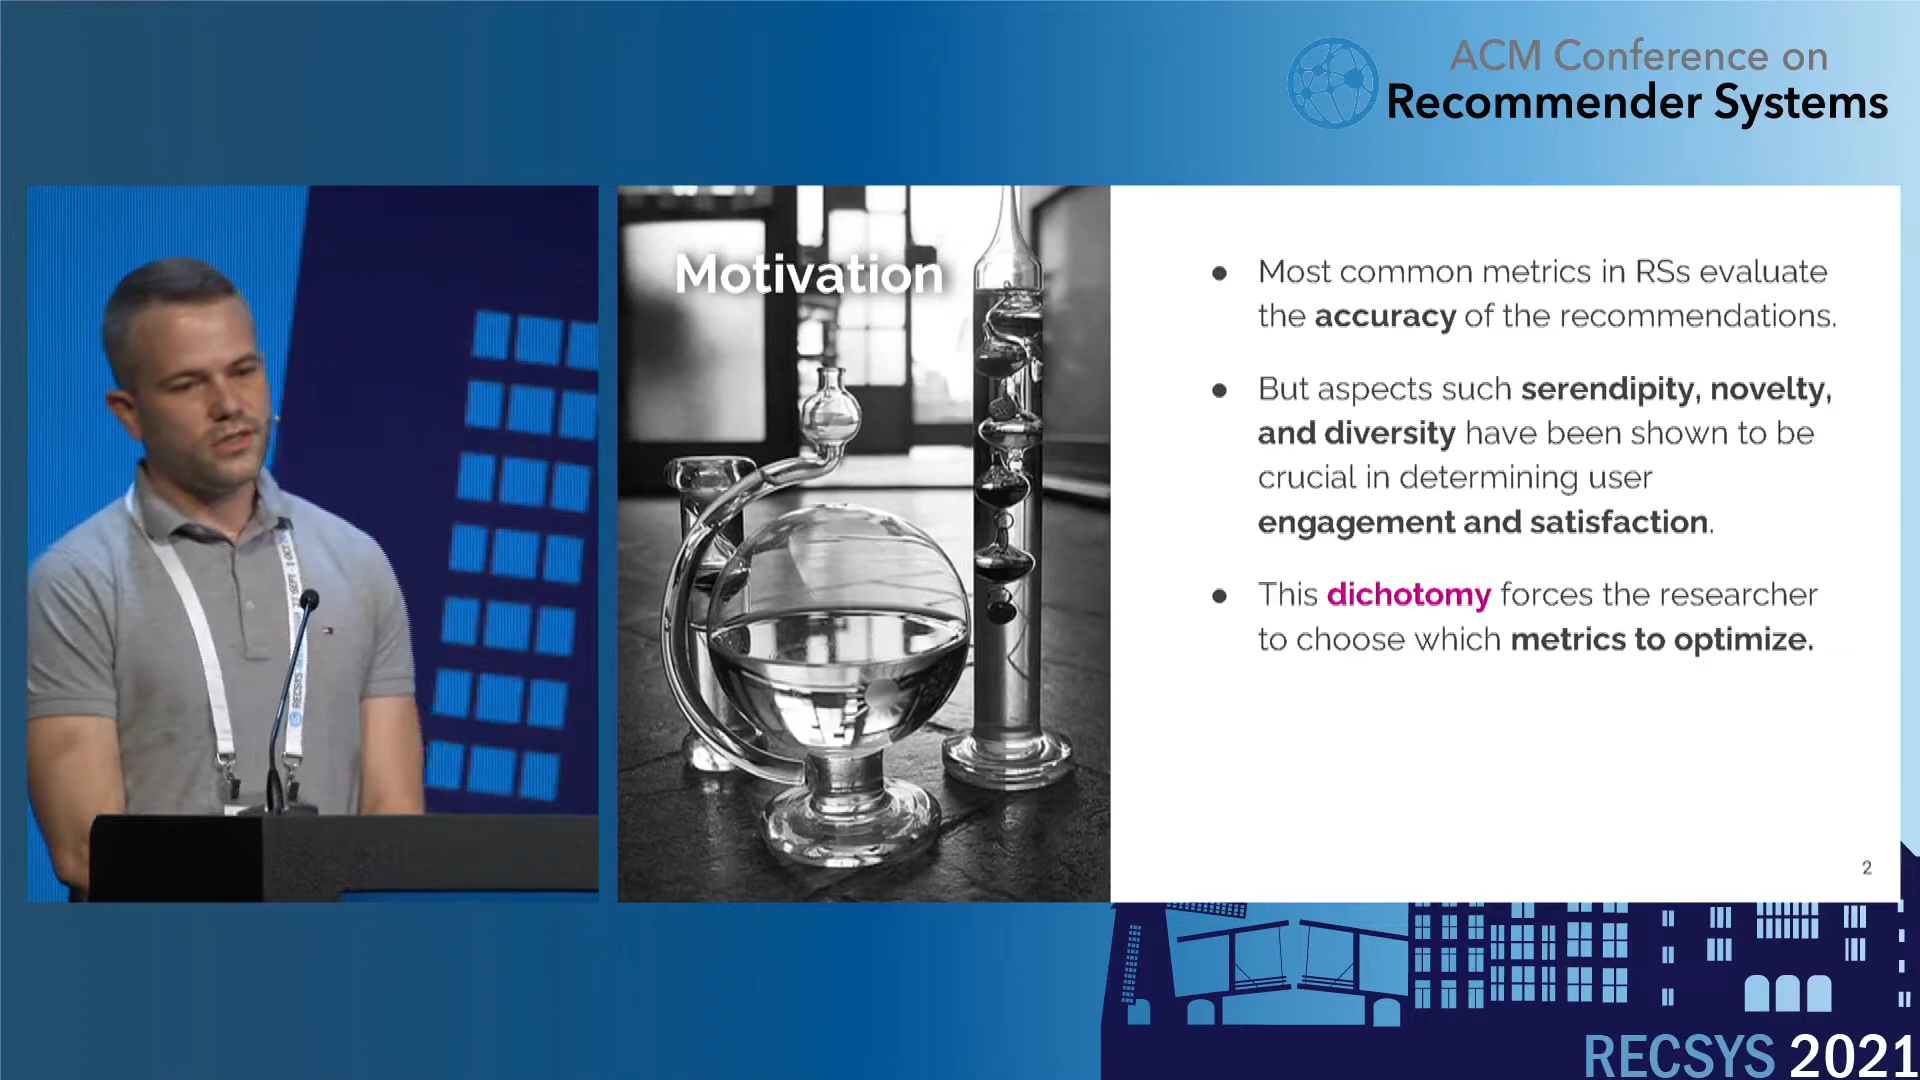 ACM Conference on
Recommender Systems
Motivation
● Most common metrics in RSs evaluate
the accuracy of the recommendations.
● But aspects such serendipity, novelty,
and diversity have been shown to be
crucial in determining user
engagement and satisfaction.
● This dichotomy forces the researcher
to choose which metrics to optimize.
2
RECSYS
RECSYS 2021